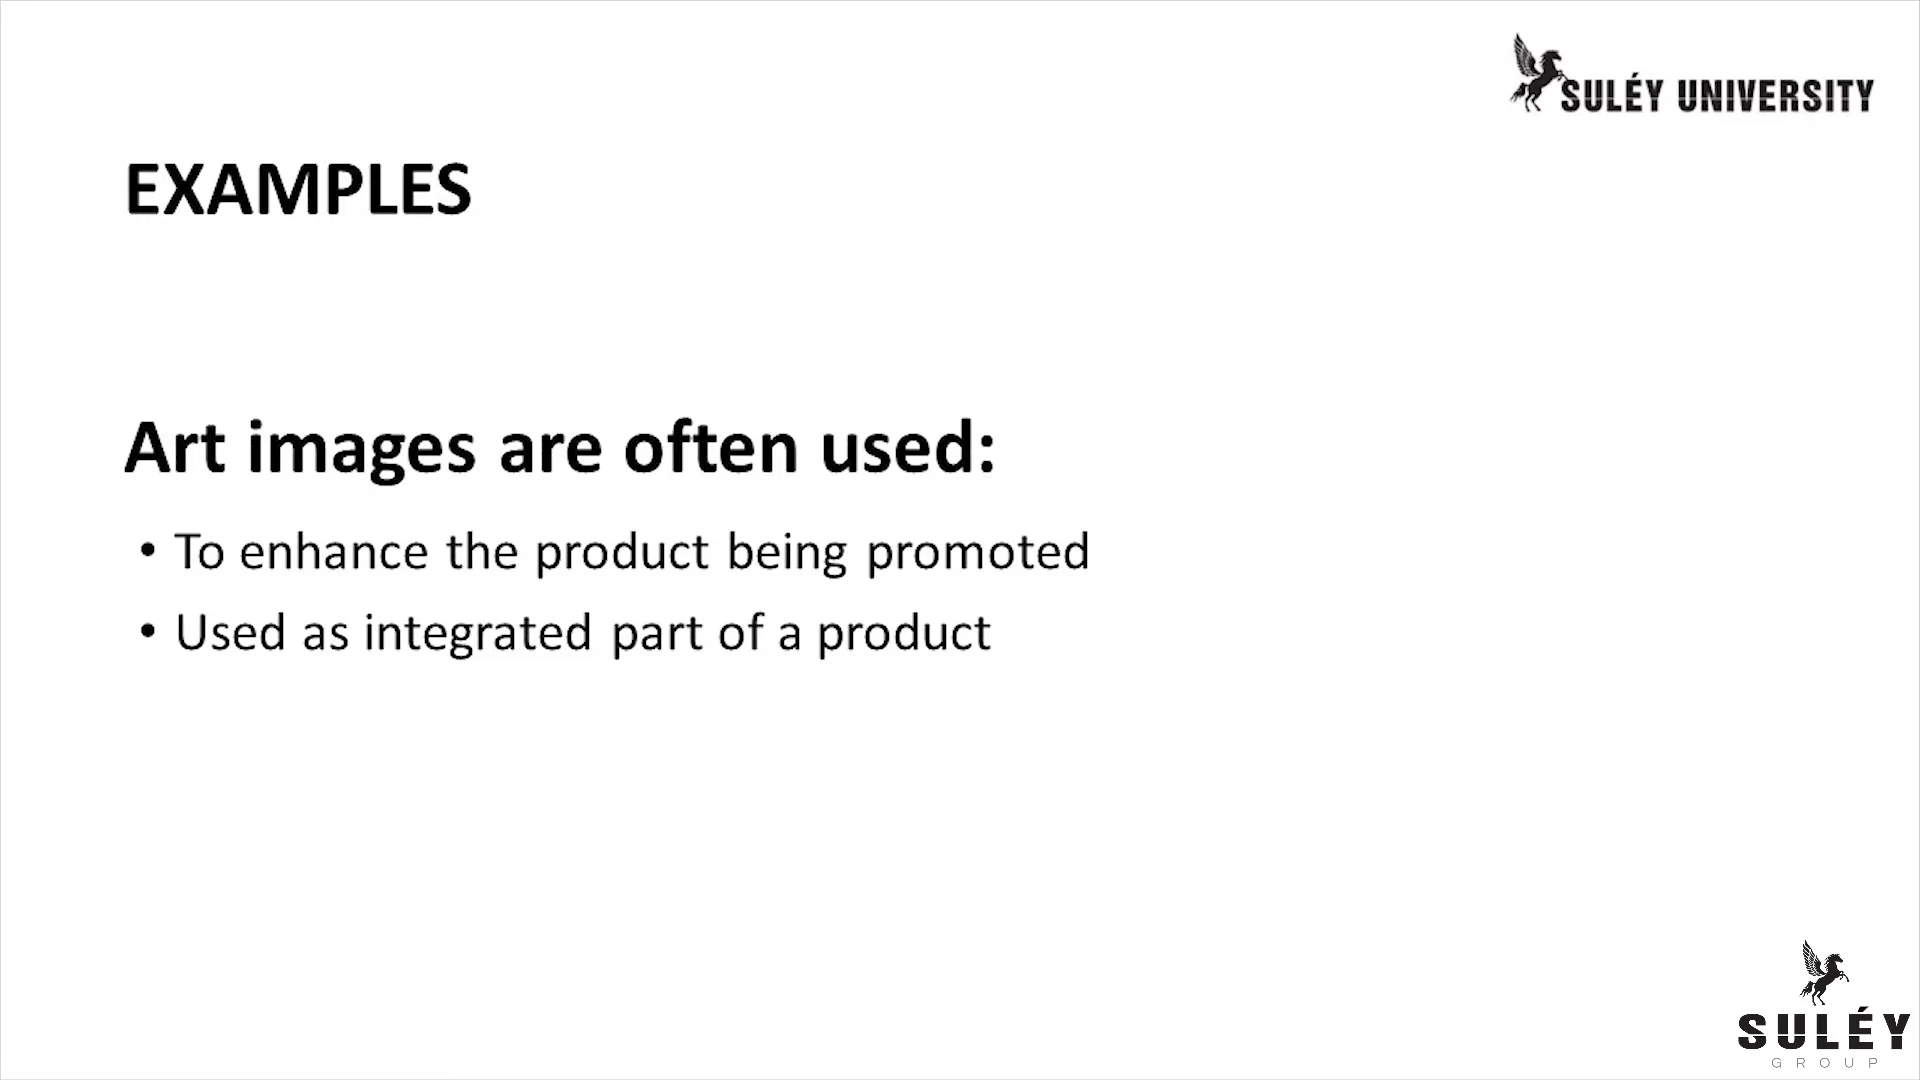 SULÉY UNIVERSITY
EXAMPLES
Art images are often used:
• To enhance the product being promoted
• Used as integrated part of a product
SULÉY
GROUP